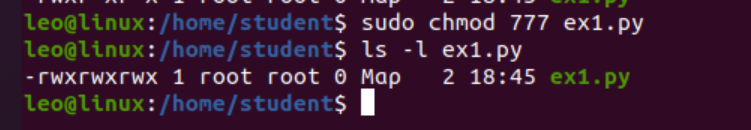 leo@linux:/home/student$ sudo chmod 777 ex1.py
leo@linux:/home/student$ ls -l ex1.py
-rwxrwxrwx 1 root root 0 Мар   2 18:45 ex1.py
leo@linux:/home/student$